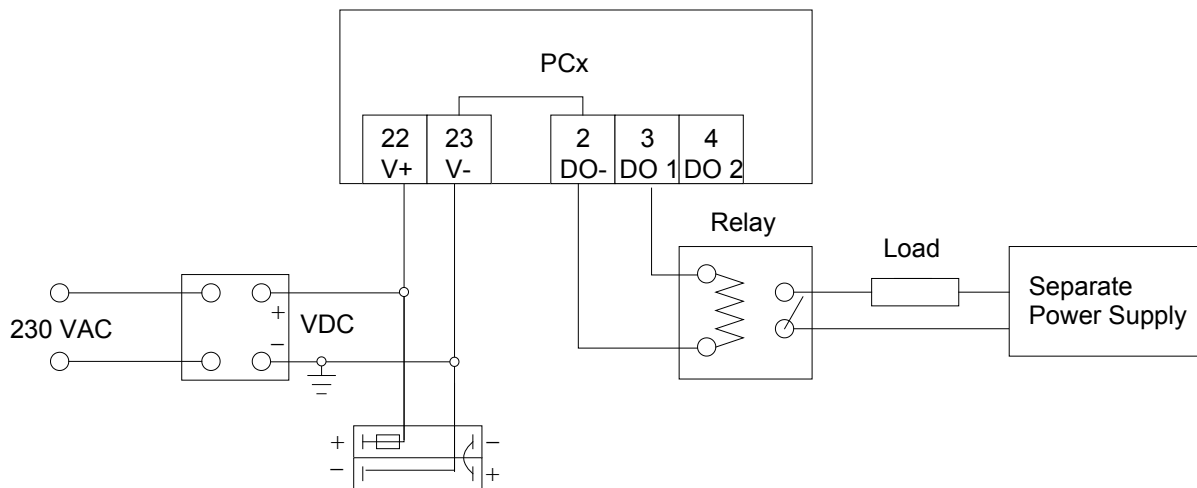 PCx
22 23 2 3 4
V+ V- DO- DO 1 DO 2
Relay
Load
Separate
Power Supply
230 VAC
+
VDC
−
+ −
− +